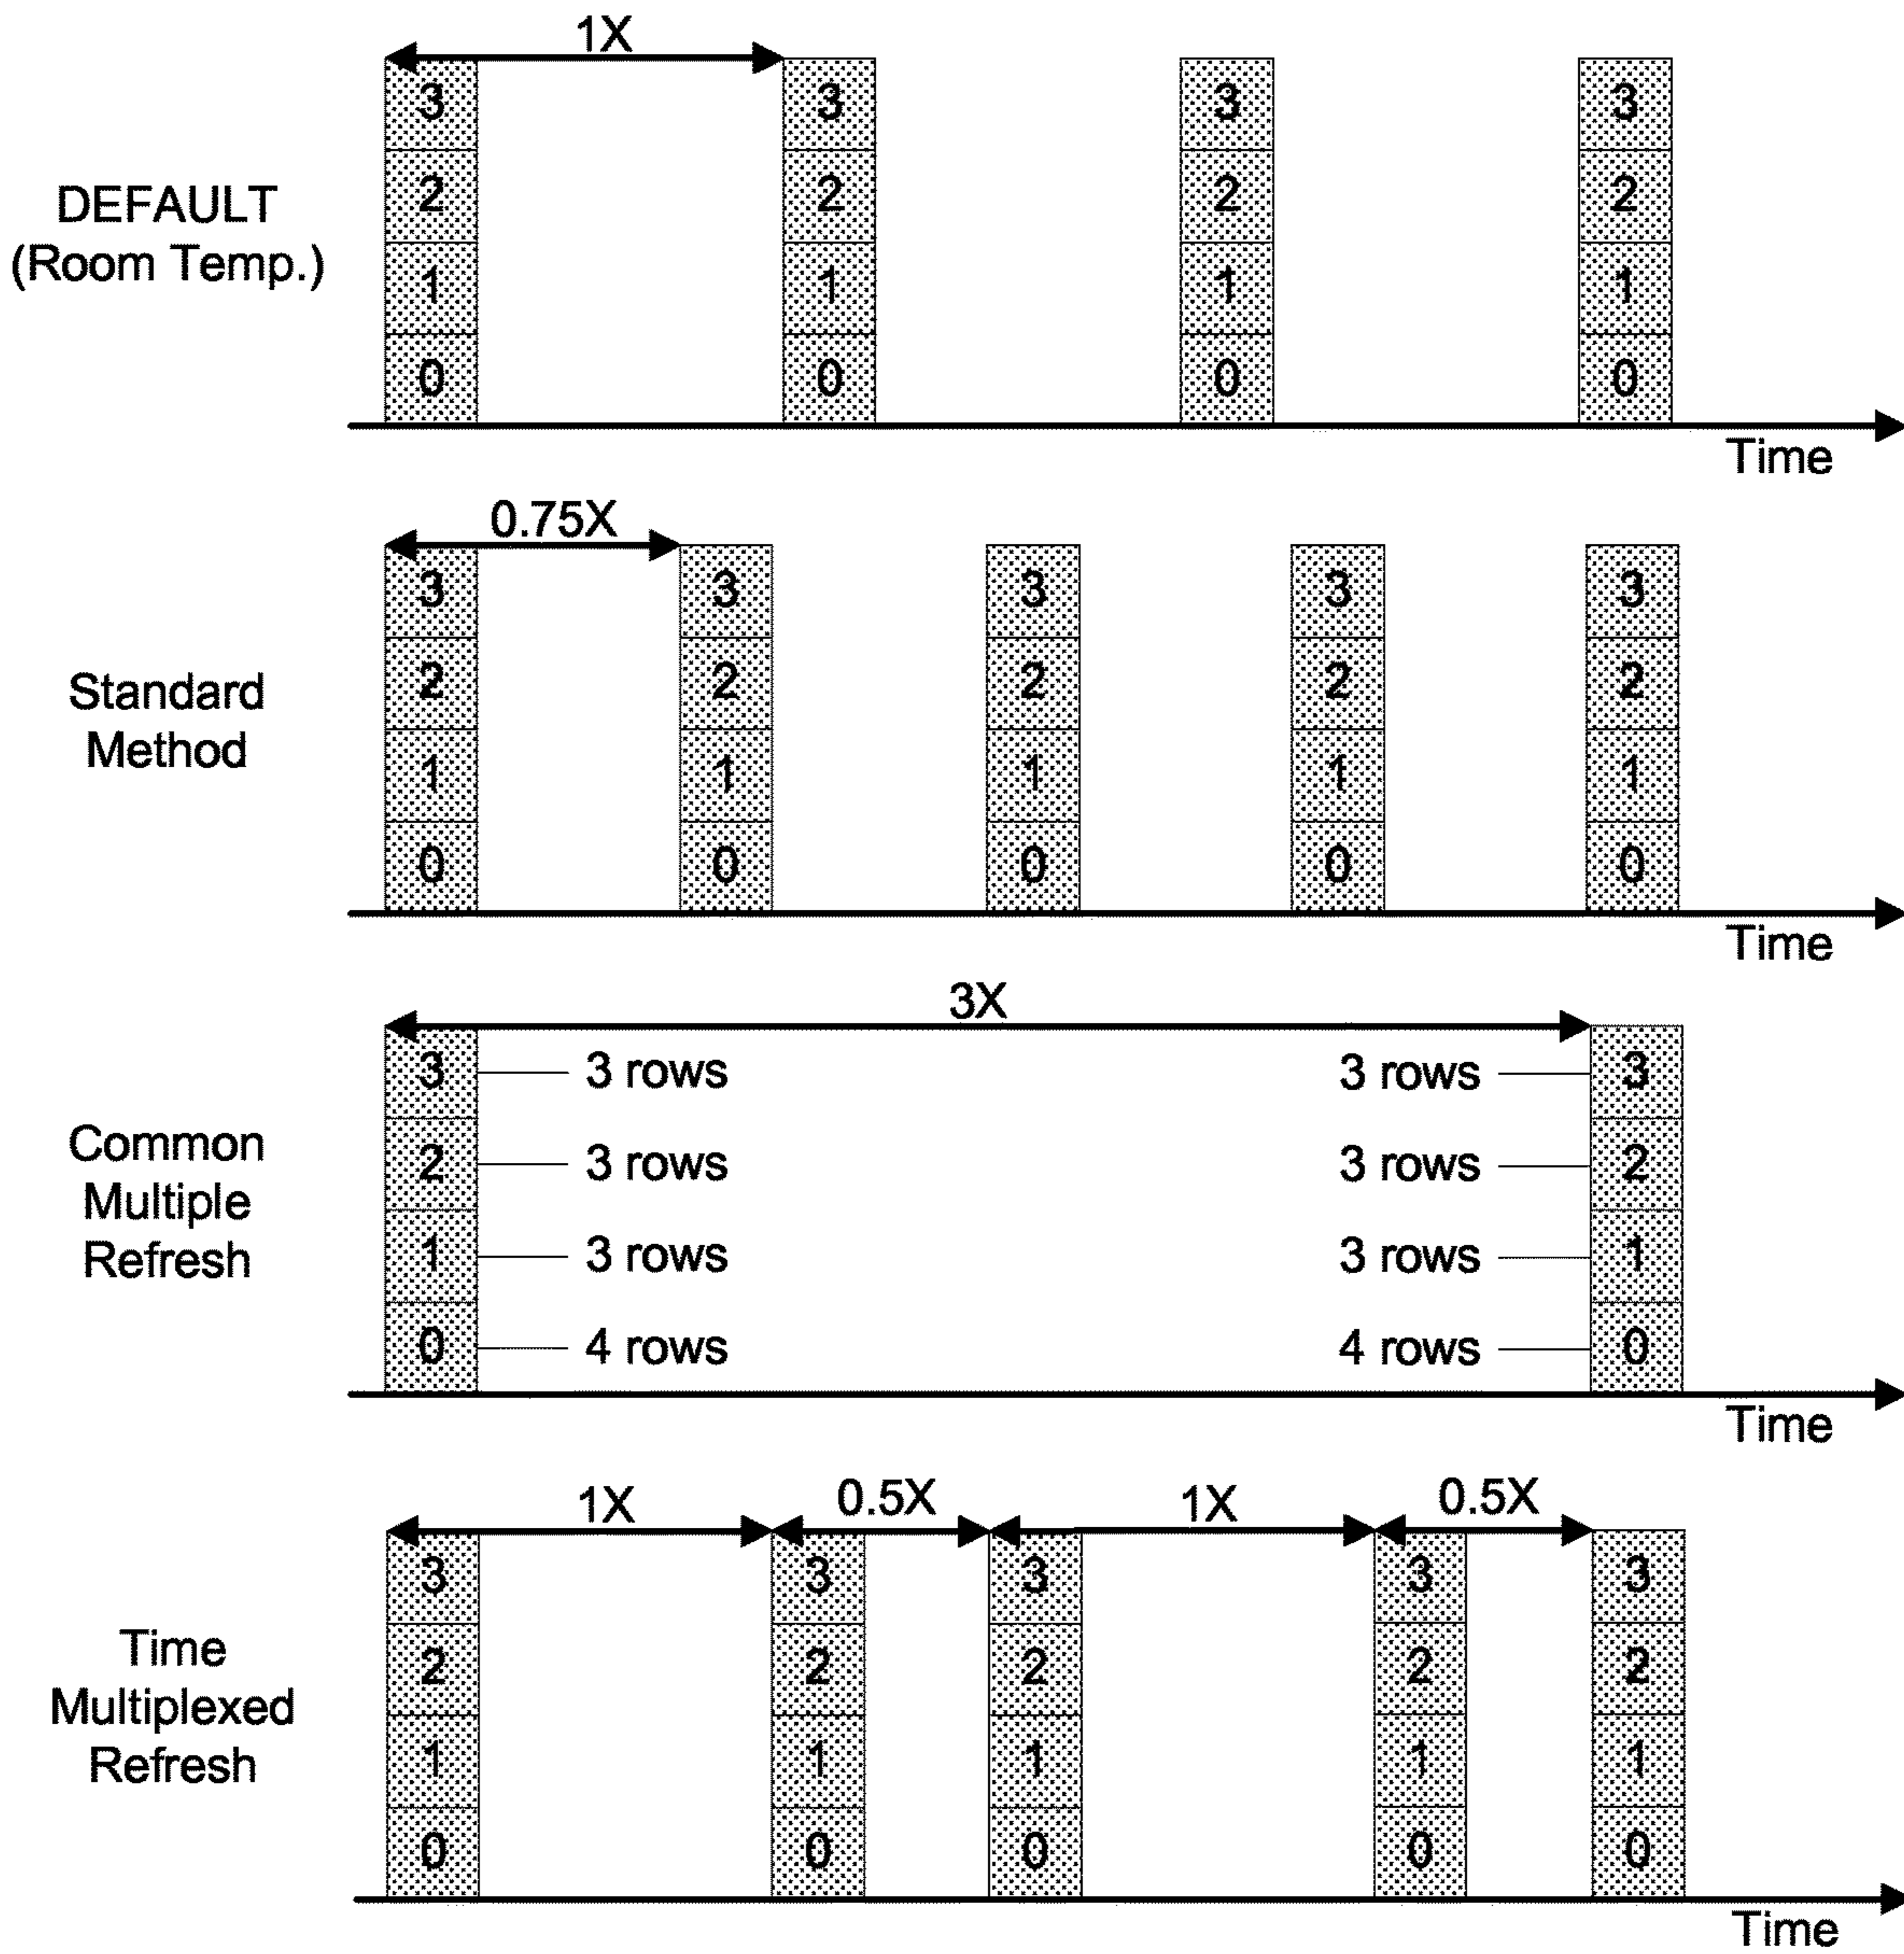 1X
3 3 3 3
DEFAULT
2 2 2 2
(Room Temp.)
1 1 1 1
0 0 0 0
Time
0.75X
3 3 3 3 3
Standard
2 2 2 2 2
Method
1 1 1 1 1
0 0 0 0 0
Time
3X
3 3 rows 3 rows 3
Common
Multiple
Refresh
2 3 rows 3 rows 2
1 3 rows 3 rows 1
0 4 rows 4 rows 0
Time
1X 0.5X 1X 0.5X
3 3 3 3 3
Time
Multiplexed
Refresh
2 2 2 2 2
1 1 1 1 1
0 0 0 0 0
Time